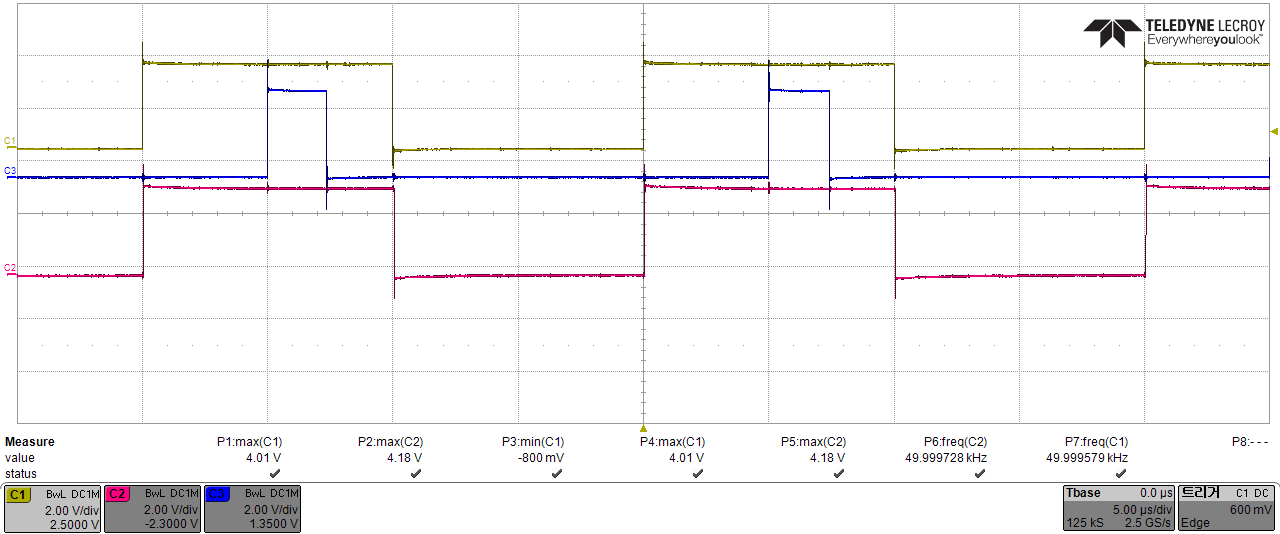 TELEDYNE LECROY
Everywhereyoulook™
C1
C3
C2
Measure P1:max(C1) P2:max(C2) P3:min(C1) P4:max(C1) P5:max(C2) P6:freq(C2) P7:freq(C1) P8:- - -
value 4.01 V 4.18 V -800 mV 4.01 V 4.18 V 49.999728 kHz 49.999579 kHz
status
C1 BwL DC1M
2.00 V/div
2.5000 V
C2 BwL DC1M
2.00 V/div
-2.3000 V
C3 BwL DC1M
2.00 V/div
1.3500 V
Tbase 0.0 µs
5.00 µs/div
125 kS 2.5 GS/s
트리거 C1 DC
600 mV
Edge